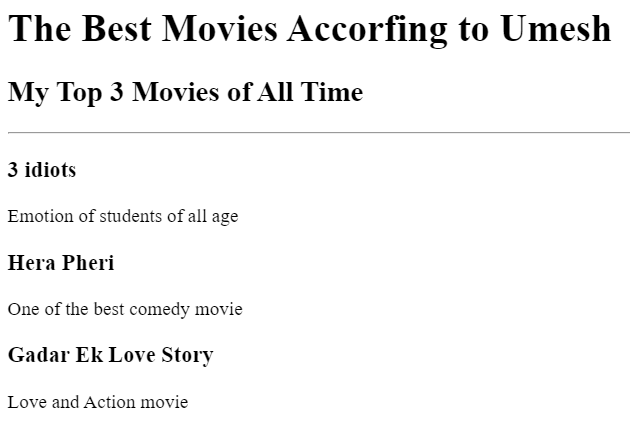 The Best Movies Accorfing to Umesh
My Top 3 Movies of All Time
3 idiots
Emotion of students of all age
Hera Pheri
One of the best comedy movie
Gadar Ek Love Story
Love and Action movie